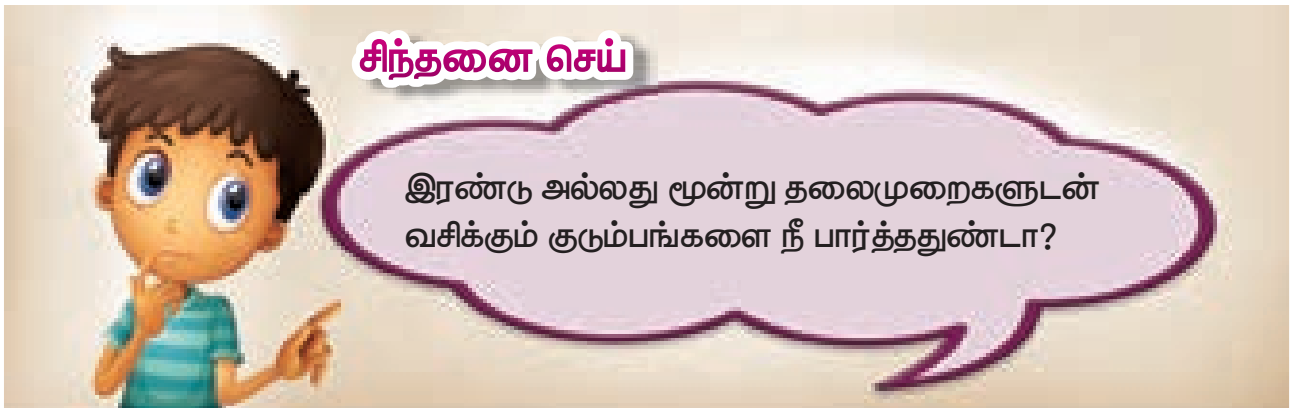 சிந்தனை செய்
இரண்டு அல்லது மூன்று தலைமுறைகளுடன்
வசிக்கும் குடும்பங்களை நீ பார்த்ததுண்டா?